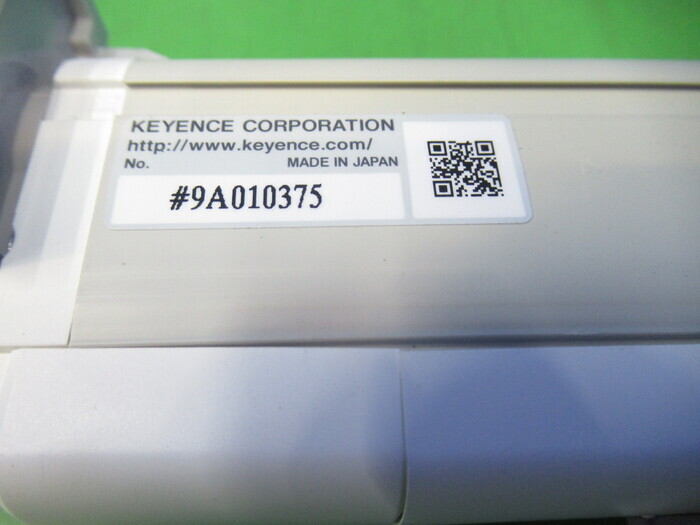 KEYENCE CORPORATION
http://www.keyence.com/
No. MADE IN JAPAN
#9A010375